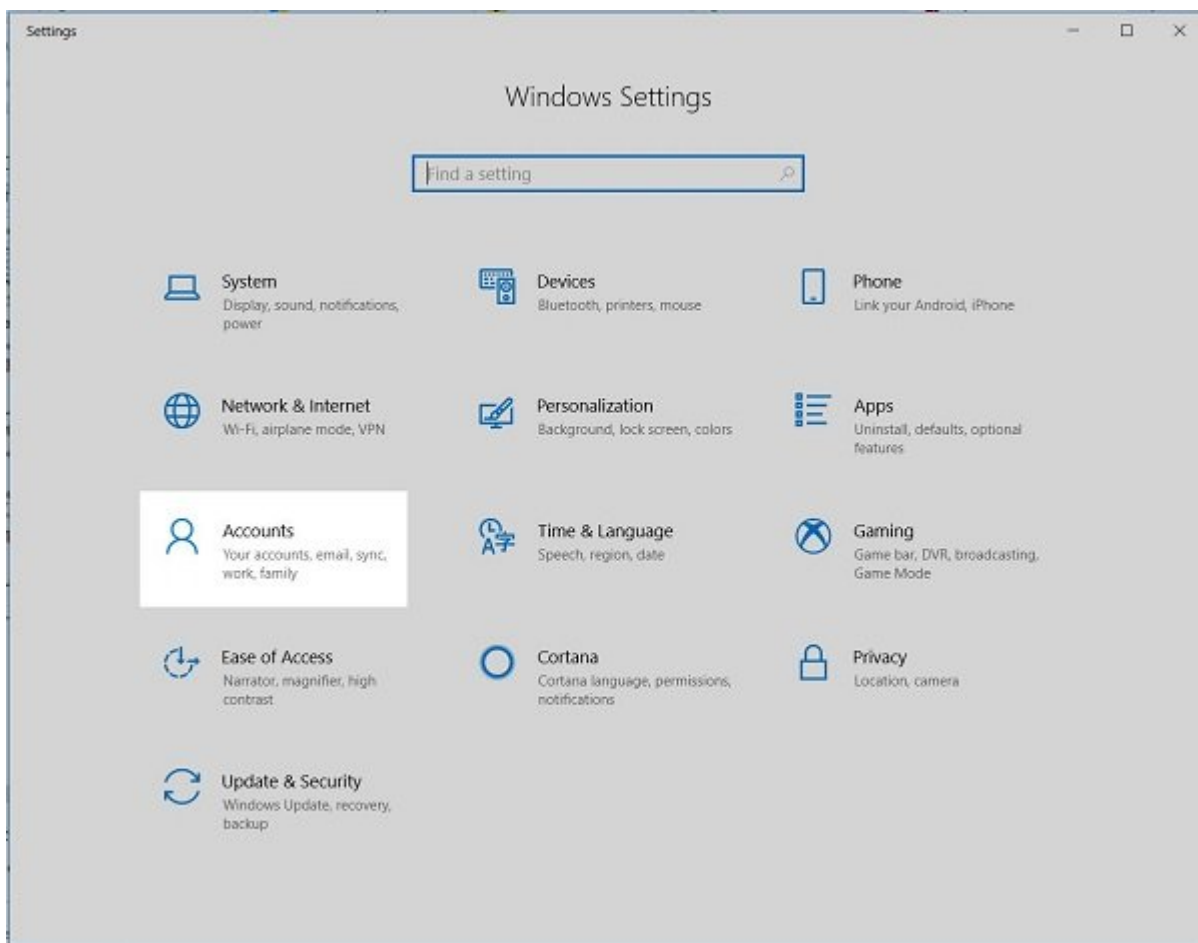 Settings
Windows Settings
Find a setting
System
Display, sound, notifications,
power
Devices
Bluetooth, printers, mouse
Phone
Link your Android, iPhone
Network & Internet
Wi-Fi, airplane mode, VPN
Personalization
Background, lock screen, colors
Apps
Uninstall, defaults, optional
features
Accounts
Your accounts, email, sync,
work, family
Time & Language
Speech, region, date
Gaming
Game bar, DVR, broadcasting,
Game Mode
Ease of Access
Narrator, magnifier, high
contrast
Cortana
Cortana language, permissions,
notifications
Privacy
Location, camera
Update & Security
Windows Update, recovery,
backup